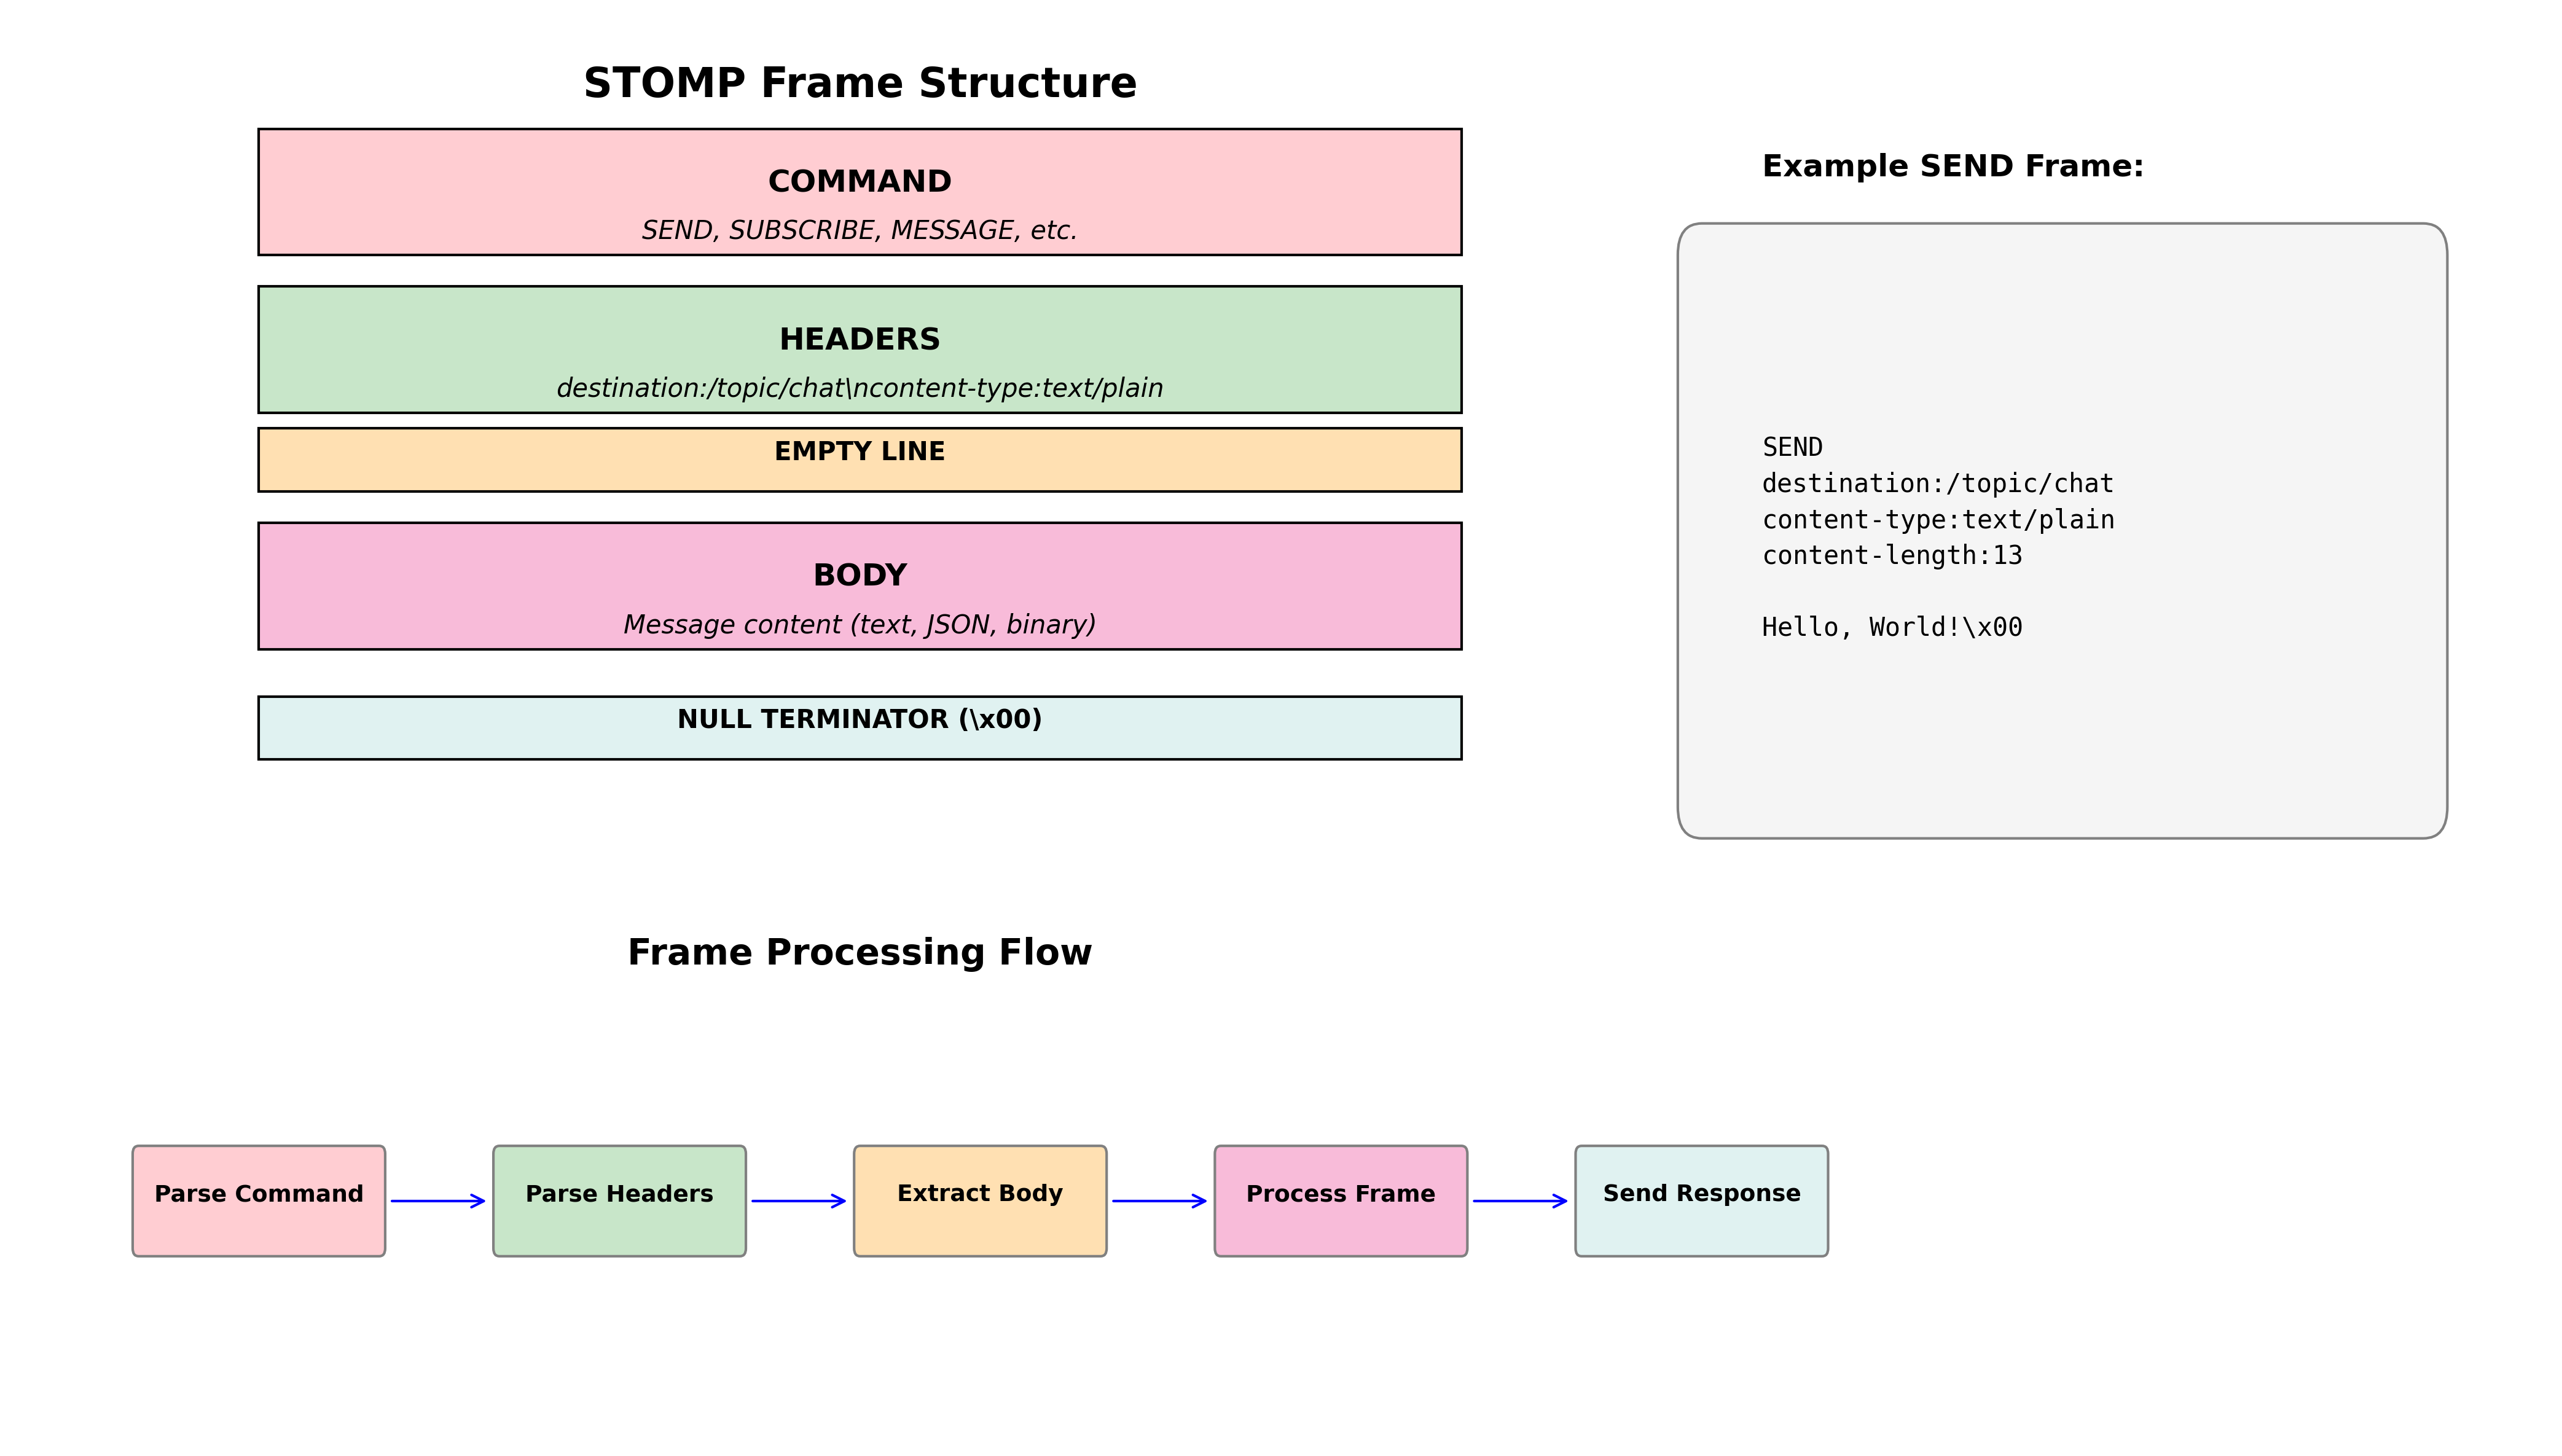 STOMP Frame Structure
COMMAND
SEND, SUBSCRIBE, MESSAGE, etc.
HEADERS
destination:/topic/chat\ncontent-type:text/plain
EMPTY LINE
BODY
Message content (text, JSON, binary)
NULL TERMINATOR (\x00)
Example SEND Frame:
SEND
destination:/topic/chat
content-type:text/plain
content-length:13
Hello, World!\x00
Frame Processing Flow
Parse Command
Parse Headers
Extract Body
Process Frame
Send Response